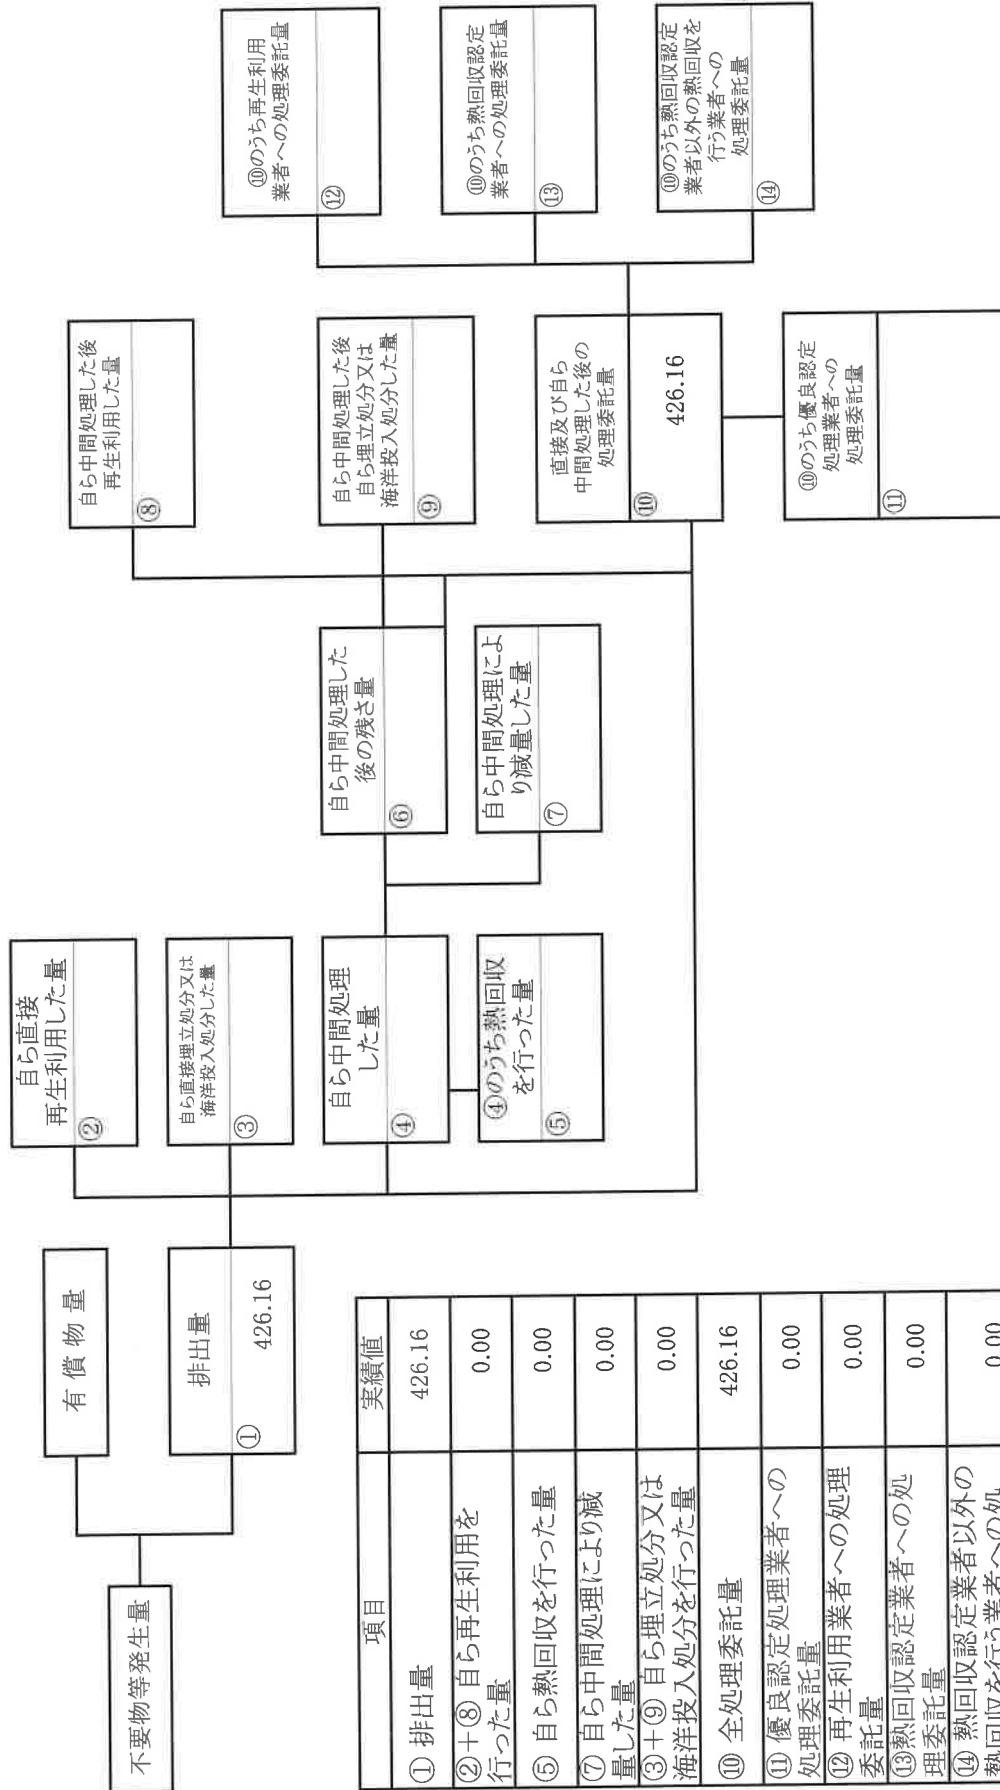 不要物等発生量
有償物量
排出量
①
426.16
自ら直接
再生利用した量
②
自ら直接埋立処分又は
海洋投入処分した量
③
自ら中間処理
した量
④
④のうち熱回収
を行った量
⑤
自ら中間処理した
後の残さ量
⑥
自ら中間処理によ
り減量した量
⑦
自ら中間処理した後
再生利用した量
⑧
自ら中間処理した後
自ら埋立処分又は
海洋投入処分した量
⑨
直接及び自ら
中間処理した後の
処理委託量
⑩
426.16
⑩のうち優良認定
処理業者への
処理委託量
⑪
⑩のうち再生利用
業者への処理委託量
⑫
⑩のうち熱回収認定
業者への処理委託量
⑬
⑩のうち熱回収認定
業者以外の熱回収を
行う業者への
処理委託量
⑭
項目 実績値
① 排出量 426.16
②+⑧ 自ら再生利用を
行った量 0.00
⑤ 自ら熱回収を行った量 0.00
⑦ 自ら中間処理により減
量した量 0.00
③+⑨ 自ら埋立処分又は
海洋投入処分を行った量 0.00
⑩ 全処理委託量 426.16
⑪ 優良認定処理業者への
処理委託量 0.00
⑫ 再生利用業者への処理
委託量 0.00
⑬熱回収認定業者への処
理委託量 0.00
⑭ 熱回収認定業者以外の
熱回収を行う業者への処 0.00